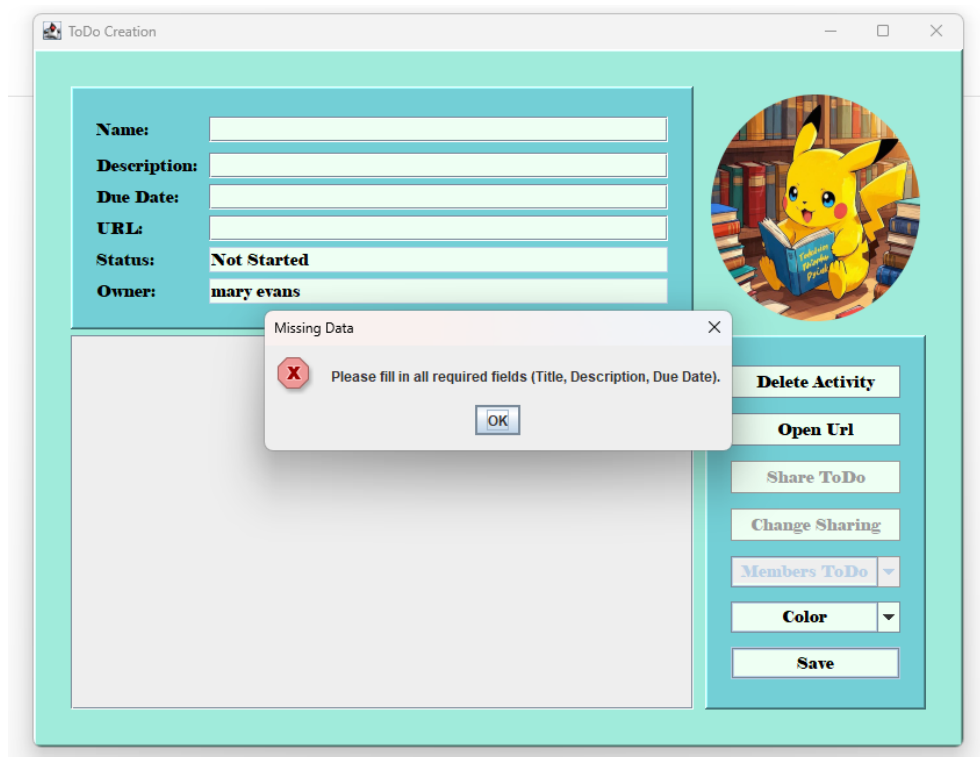 ToDo Creation
Name:
Description:
Due Date:
URL:
Status: Not Started
Owner: mary evans
Missing Data
X
Please fill in all required fields (Title, Description, Due Date).
OK
Delete Activity
Open Url
Share ToDo
Change Sharing
Members ToDo
Color
Save